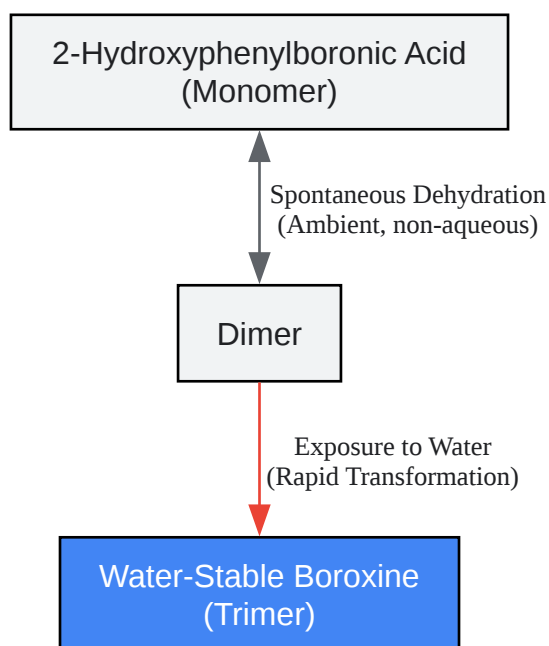 2-Hydroxyphenylboronic Acid
(Monomer)
Spontaneous Dehydration
(Ambient, non-aqueous)
Dimer
Exposure to Water
(Rapid Transformation)
Water-Stable Boroxine
(Trimer)